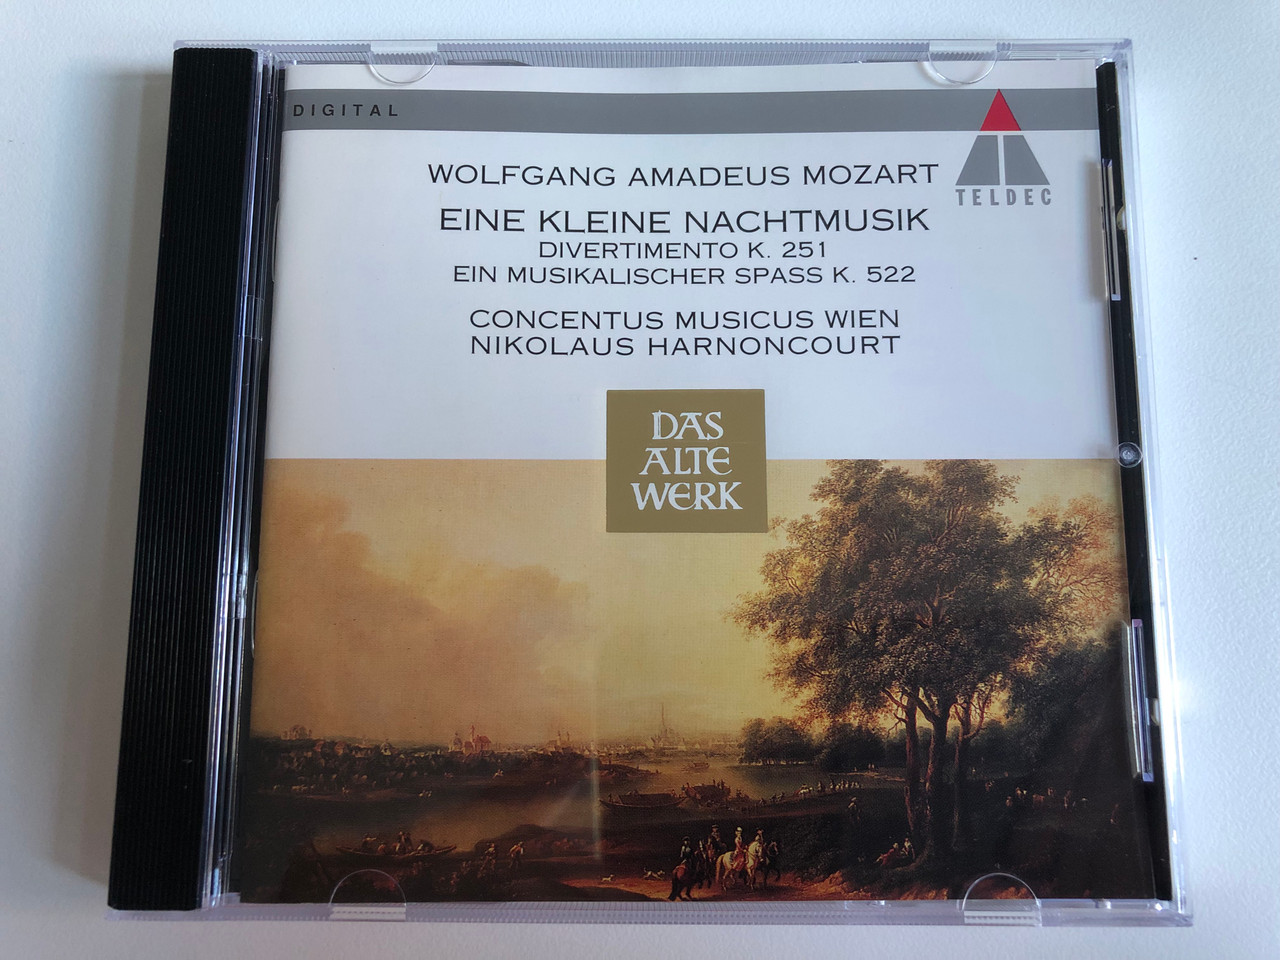 DIGITAL
TELDEC
WOLFGANG AMADEUS MOZART
EINE KLEINE NACHTMUSIK
DIVERTIMENTO K. 251
EIN MUSIKALISCHER SPASS K. 522
CONCENTUS MUSICUS WIEN
NIKOLAUS HARNONCOURT
DAS
ALTE
WERK